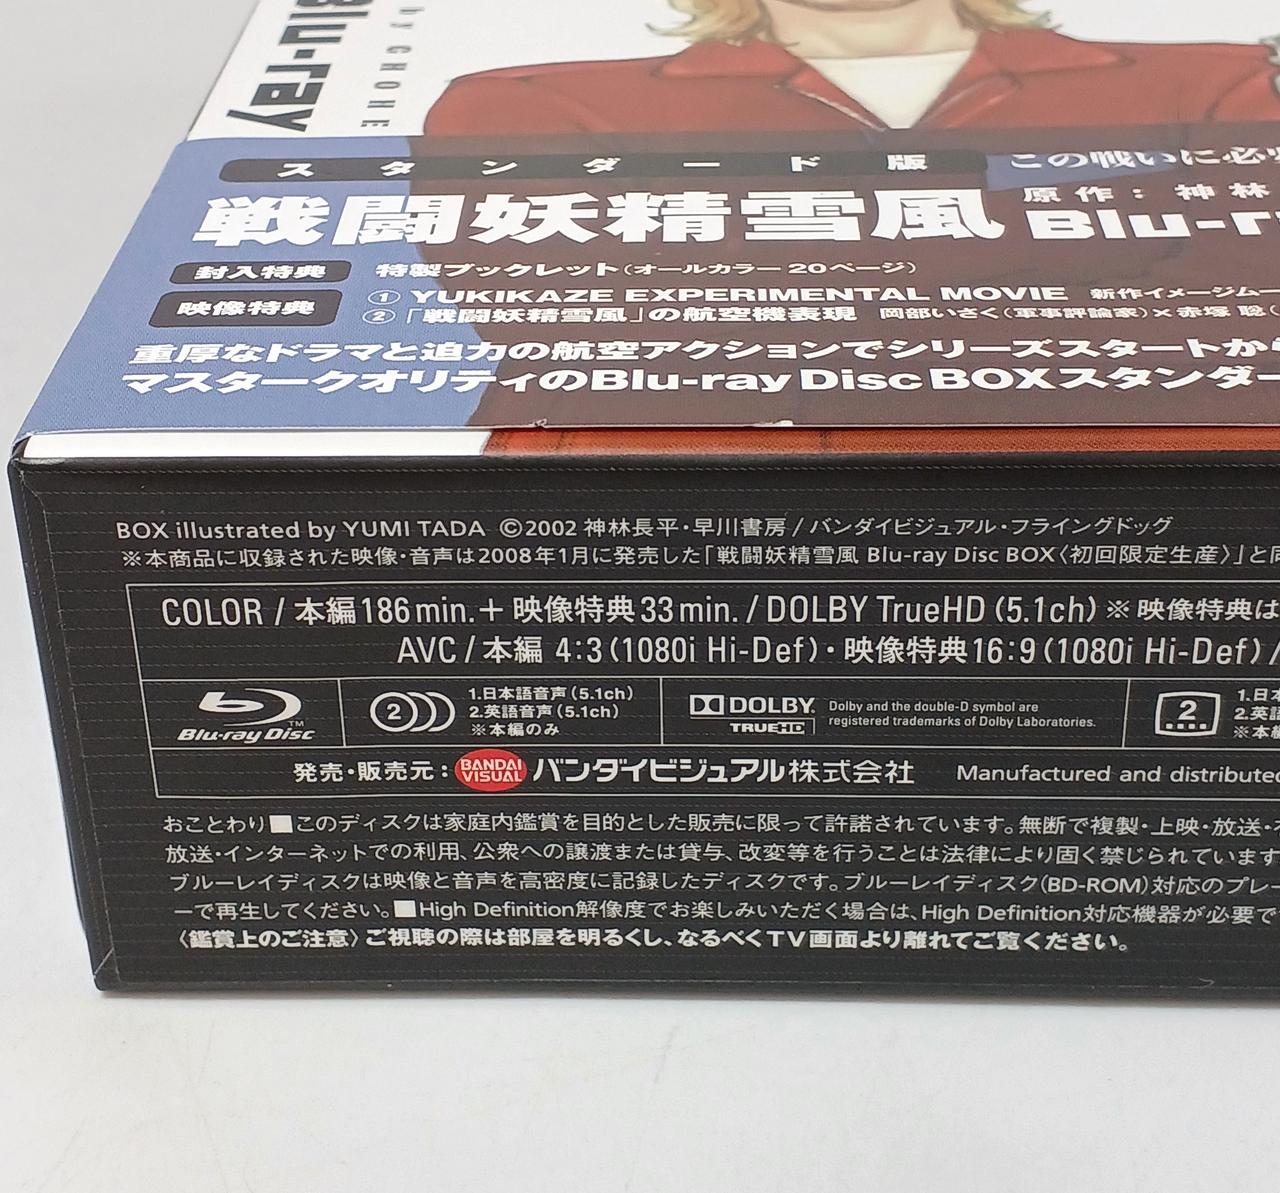 Blu-ray
by CHOHE
スタンダード版
この戦いに必要
戦闘妖精雪風
原作：神林
Blu-r
封入特典 特製ブックレット（オールカラー 20ページ）
映像特典 ① YUKIKAZE EXPERIMENTAL MOVIE 新作イメージムー
②「戦闘妖精雪風」の航空機表現 岡部いさく（軍事評論家）×赤塚 聡（
重厚なドラマと迫力の航空アクションでシリーズスタートから
マスタークオリティのBlu-ray Disc BOXスタンダー
BOX illustrated by YUMI TADA ©2002 神林長平・早川書房 / バンダイビジュアル・フライングドッグ
※本商品に収録された映像・音声は2008年1月に発売した「戦闘妖精雪風 Blu-ray Disc BOX〈初回限定生産〉」と同
COLOR / 本編186min.＋映像特典33min. / DOLBY TrueHD (5.1ch) ※映像特典は
AVC / 本編 4:3 (1080i Hi-Def)・映像特典16:9 (1080i Hi-Def) /
Blu-ray Disc TM
2
1.日本語音声（5.1ch）
2.英語音声（5.1ch）
※本編のみ
DOLBY TRUEHD
Dolby and the double-D symbol are
registered trademarks of Dolby Laboratories.
2
1.日本
2.英語
※本編
発売・販売元：BANDAI VISUAL バンダイビジュアル株式会社 Manufactured and distributed
おことわり■このディスクは家庭内鑑賞を目的とした販売に限って許諾されています。無断で複製・上映・放送・
放送・インターネットでの利用、公衆への譲渡または貸与、改変等を行うことは法律により固く禁じられています
ブルーレイディスクは映像と音声を高密度に記録したディスクです。ブルーレイディスク(BD-ROM)対応のプレー
ーで再生してください。■High Definition解像度でお楽しみいただく場合は、High Definition対応機器が必要で
〈鑑賞上のご注意〉ご視聴の際は部屋を明るくし、なるべくTV画面より離れてご覧ください。